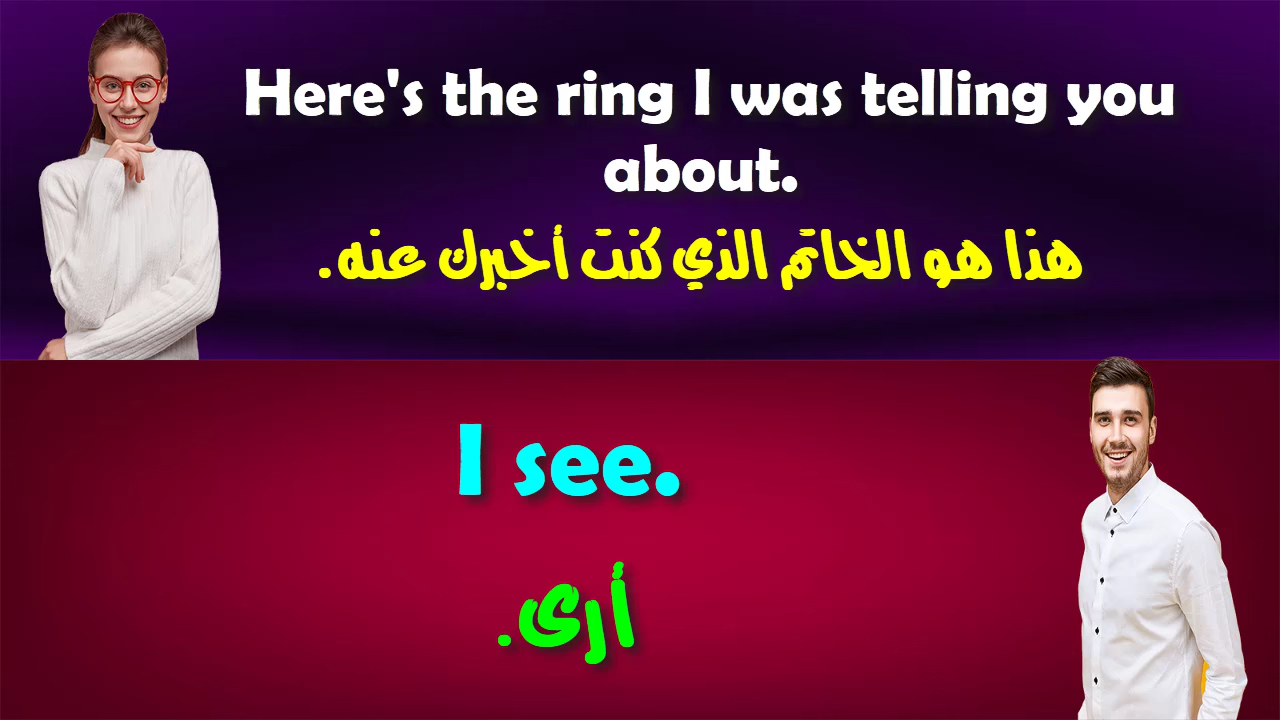 Here's the ring I was telling you
about.
هذا هو الخاتم الذي كنت أخبرك عنه.
I see.
أرى.